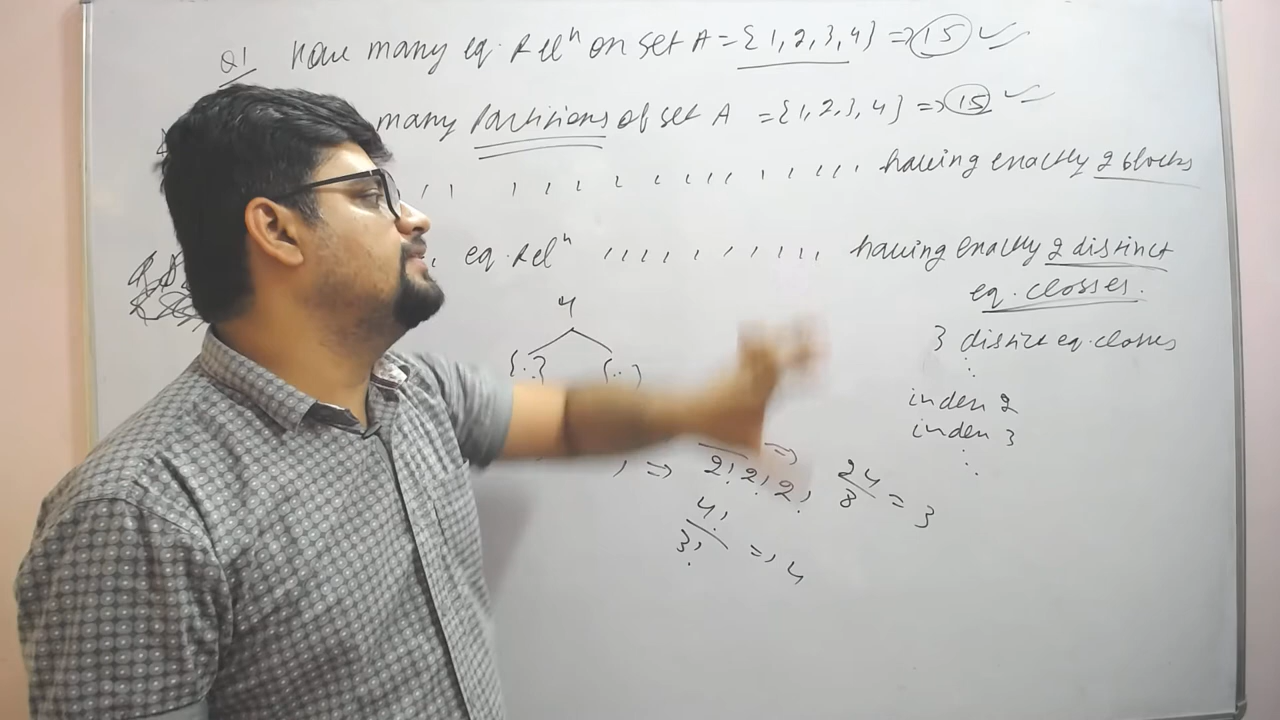 Q1 How many eq. Relⁿ on set A = {1,2,3,4} => 15 ✓
many Partitions of set A = {1,2,3,4} => 15 ✓
,, ,,,,,,,,,,,,,, having exactly 2 blocks
, eq. Relⁿ ,,,,,,,,,,, having exactly 2 distinct
eq. classes.
4
{..} {..}
3 distict eq. classes
:
index 2
index 3
:
, => 2! 2! 2! => 24/8 = 3
4!/3! => 4